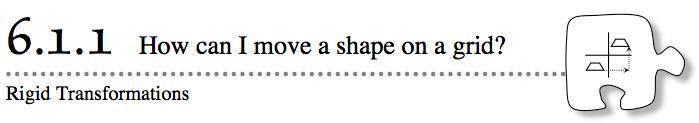 6.1.1 How can I move a shape on a grid?
Rigid Transformations